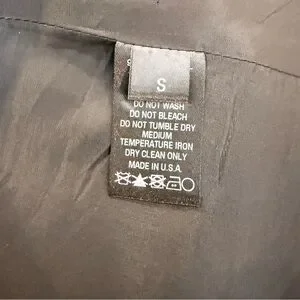 S
DO NOT WASH
DO NOT BLEACH
DO NOT TUMBLE DRY
MEDIUM
TEMPERATURE IRON
DRY CLEAN ONLY
MADE IN U.S.A.